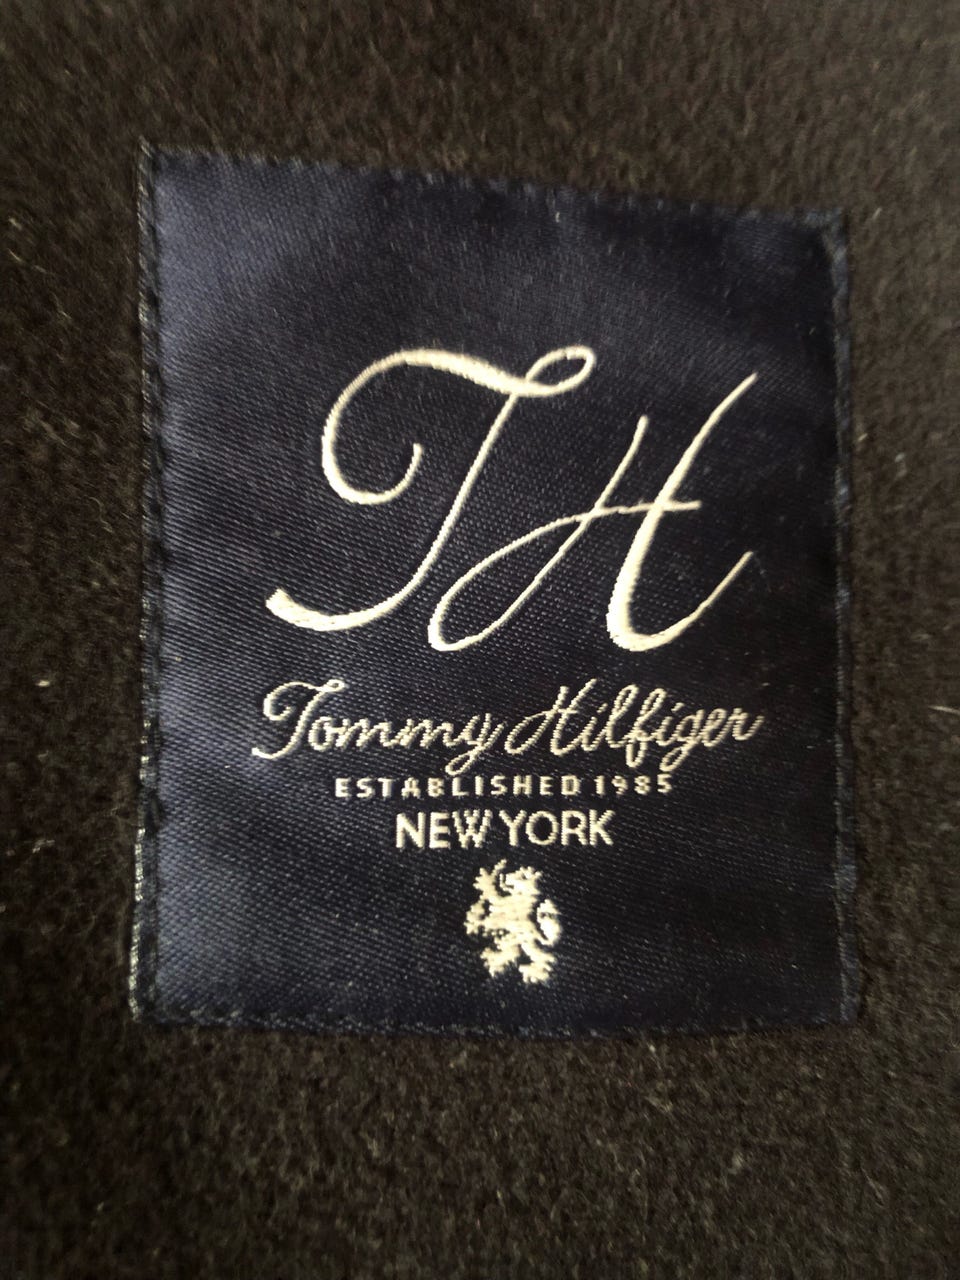 TH
Tommy Hilfiger
ESTABLISHED 1985
NEW YORK